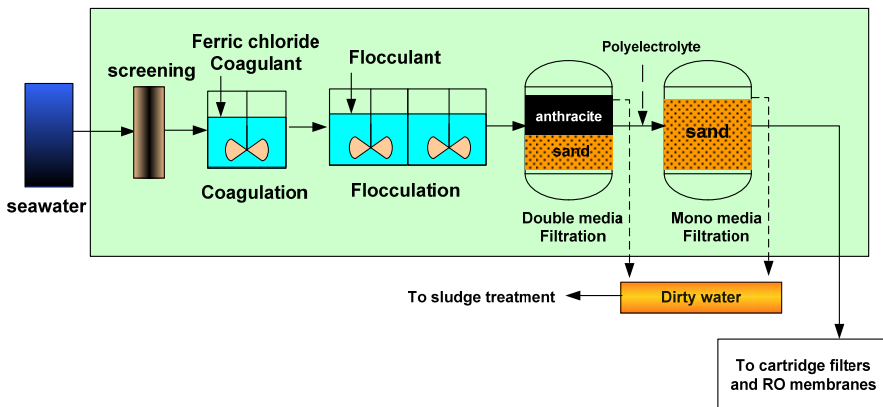 Ferric chloride
Coagulant
Flocculant
Polyelectrolyte
screening
anthracite
sand
sand
seawater
Coagulation
Flocculation
Double media
Filtration
Mono media
Filtration
To sludge treatment
Dirty water
To cartridge filters
and RO membranes